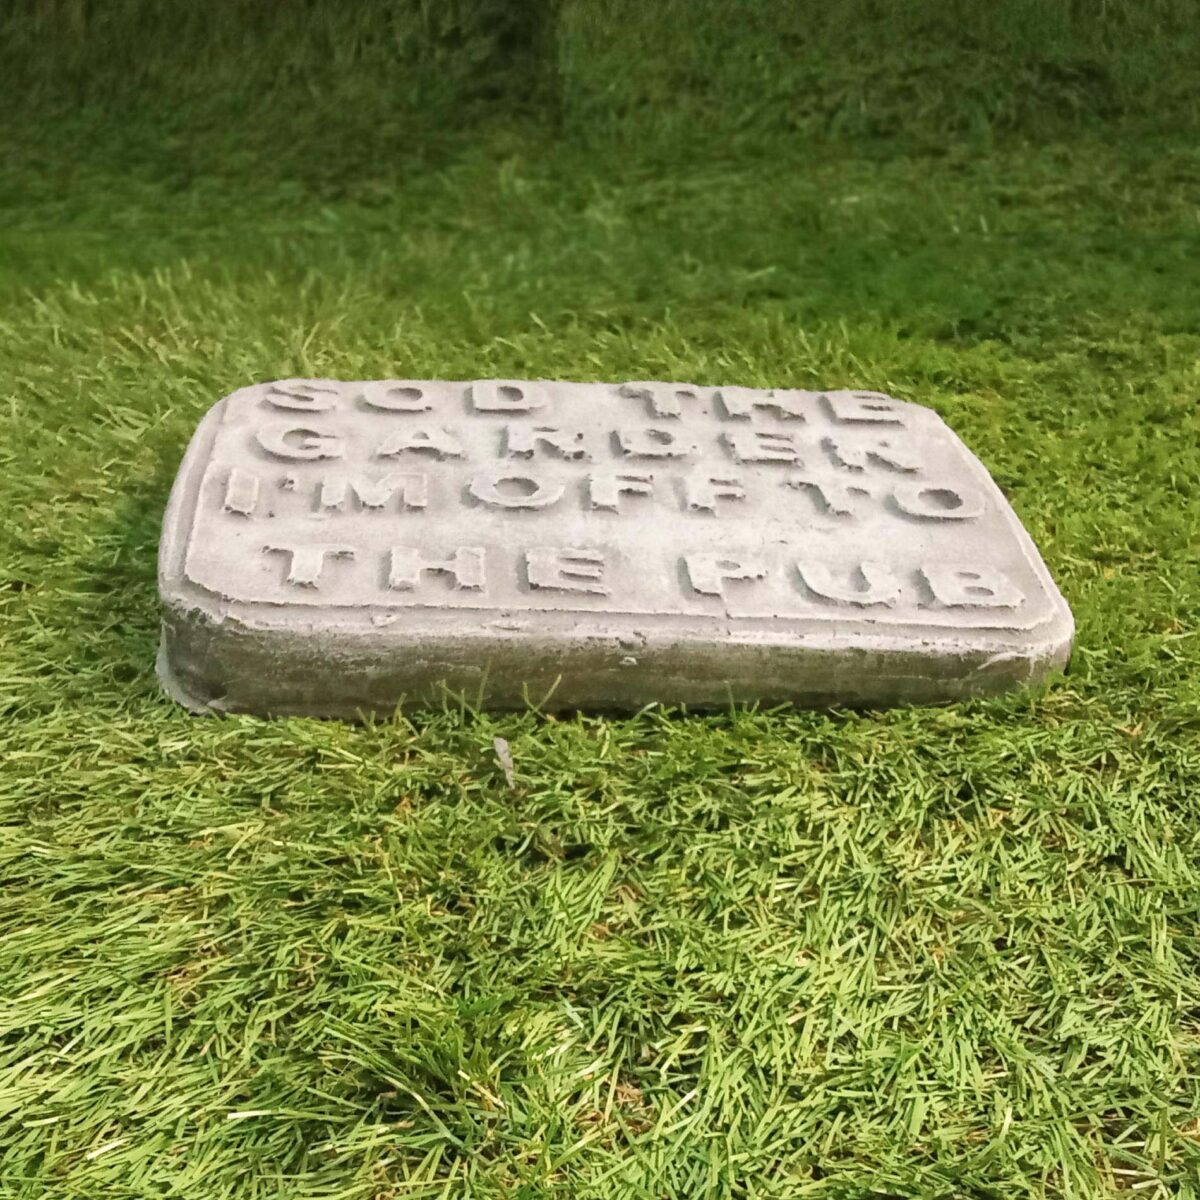 SOD THE
GARDEN
I'M OFF TO
THE PUB